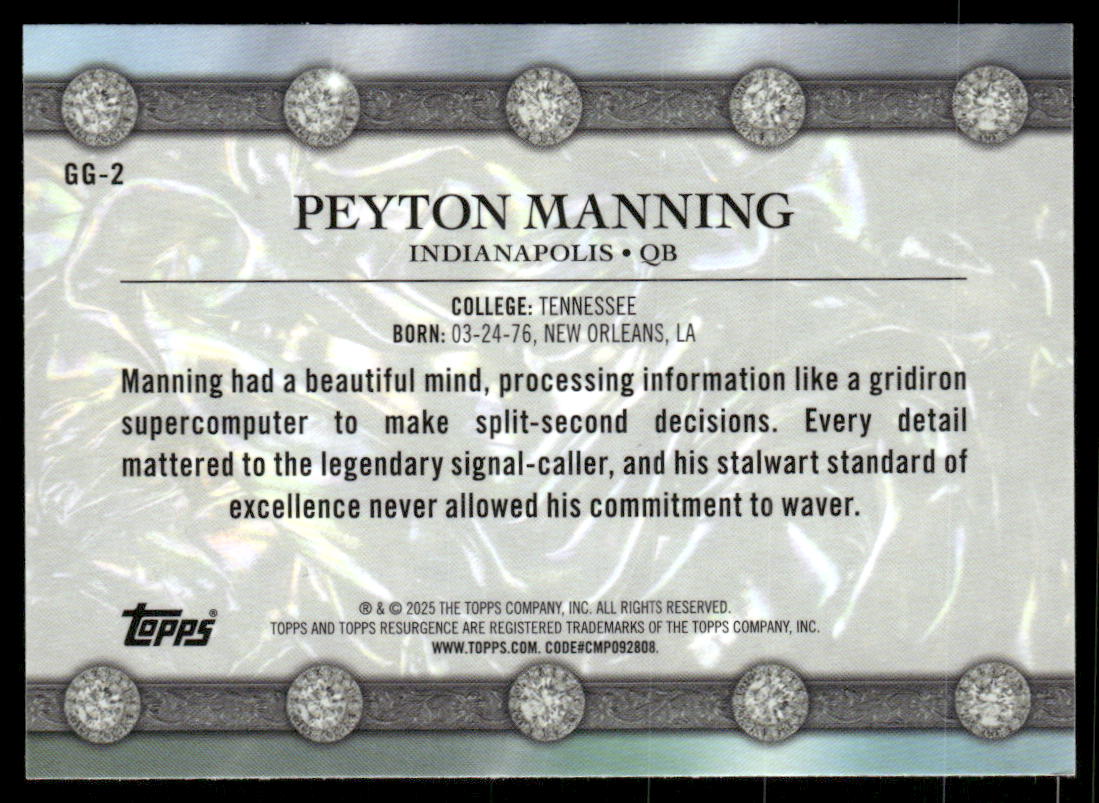 GG-2
PEYTON MANNING
INDIANAPOLIS • QB
COLLEGE: TENNESSEE
BORN: 03-24-76, NEW ORLEANS, LA
Manning had a beautiful mind, processing information like a gridiron
supercomputer to make split-second decisions. Every detail
mattered to the legendary signal-caller, and his stalwart standard of
excellence never allowed his commitment to waver.
topps®
® & © 2025 THE TOPPS COMPANY, INC. ALL RIGHTS RESERVED.
TOPPS AND TOPPS RESURGENCE ARE REGISTERED TRADEMARKS OF THE TOPPS COMPANY, INC.
WWW.TOPPS.COM. CODE#CMP092808.